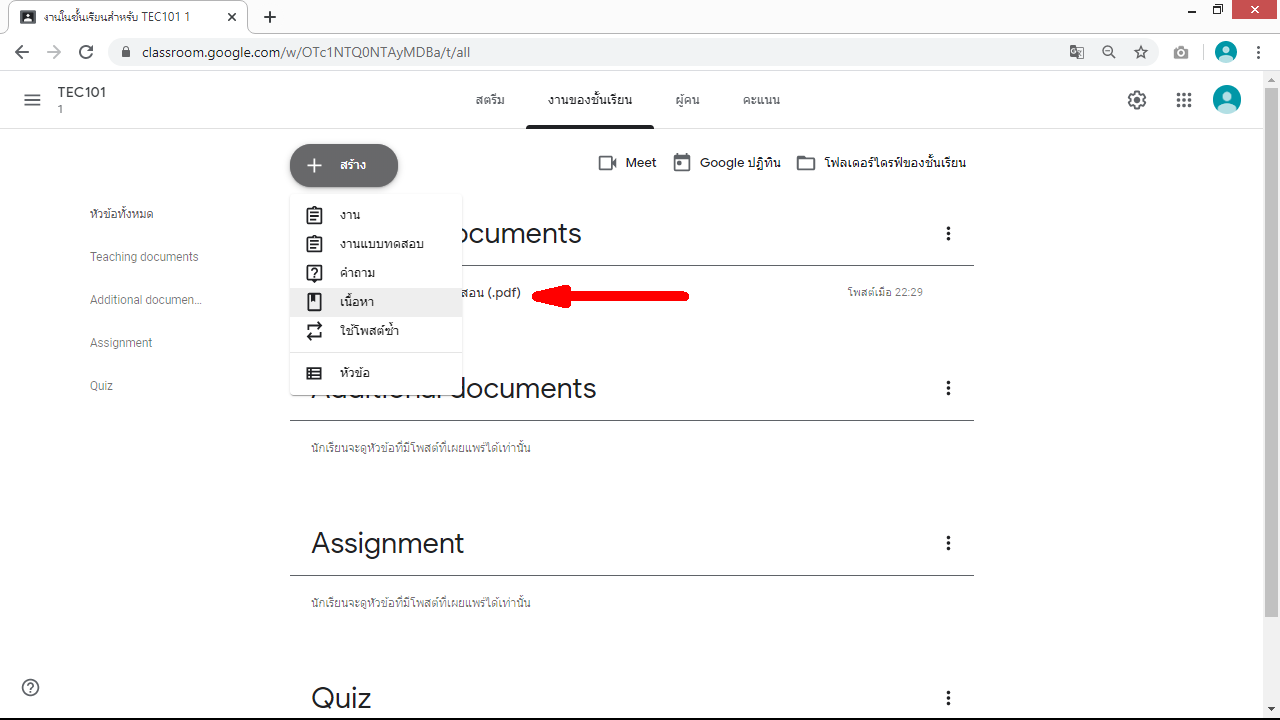 งานในชั้นเรียนสำหรับ TEC101 1
classroom.google.com/w/OTc1NTQ0NTAyMDBa/t/all
TEC101
1
สตรีม
งานของชั้นเรียน
ผู้คน
คะแนน
สร้าง
Meet
Google ปฏิทิน
โฟลเดอร์ไดรฟ์ของชั้นเรียน
หัวข้อทั้งหมด
Teaching documents
Additional documen...
Assignment
Quiz
งาน
งานแบบทดสอบ
คำถาม
เนื้อหา
ใช้โพสต์ซ้ำ
หัวข้อ
ocuments
สอน (.pdf)
โพสต์เมื่อ 22:29
Additional documents
นักเรียนจะดูหัวข้อที่มีโพสต์ที่เผยแพร่ได้เท่านั้น
Assignment
นักเรียนจะดูหัวข้อที่มีโพสต์ที่เผยแพร่ได้เท่านั้น
Quiz